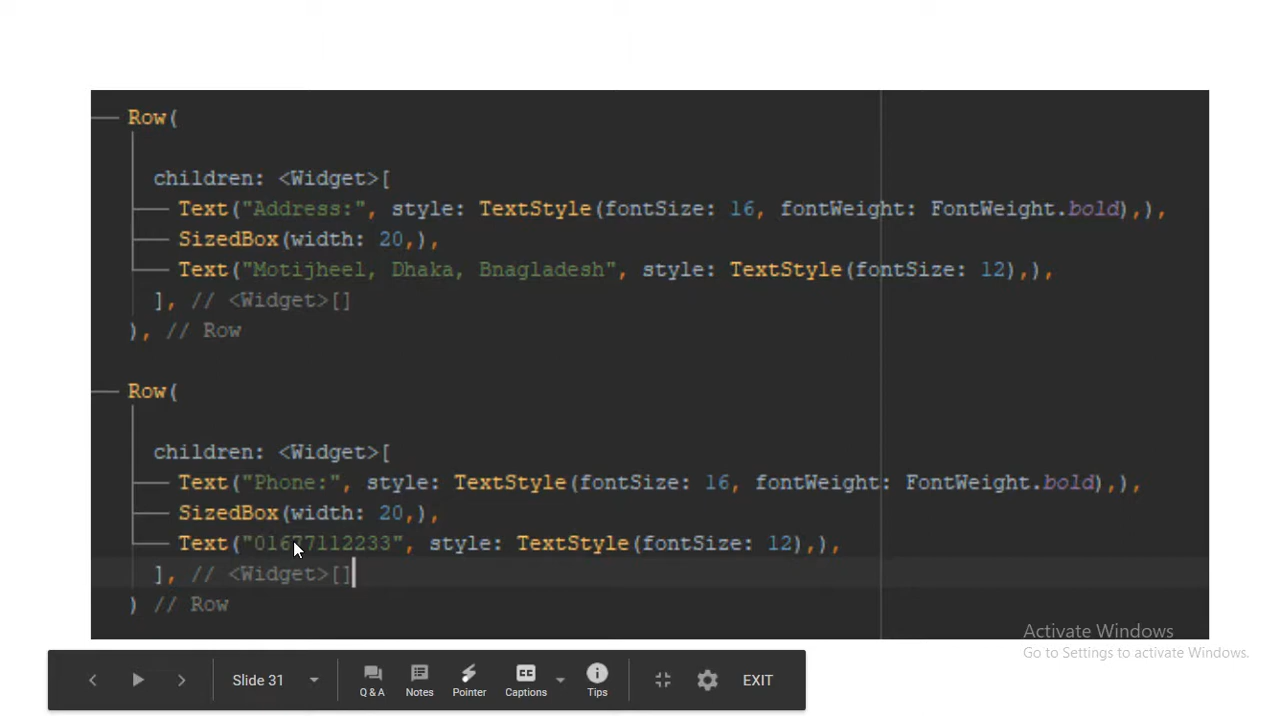 Row(
children: <Widget>[
Text("Address:", style: TextStyle(fontSize: 16, fontWeight: FontWeight.bold),),
SizedBox(width: 20,),
Text("Motijheel, Dhaka, Bnagladesh", style: TextStyle(fontSize: 12),),
], // <Widget>[]
), // Row
Row(
children: <Widget>[
Text("Phone:", style: TextStyle(fontSize: 16, fontWeight: FontWeight.bold),),
SizedBox(width: 20,),
Text("01677112233", style: TextStyle(fontSize: 12),),
], // <Widget>[]
) // Row
Activate Windows
Go to Settings to activate Windows.
Slide 31
Q & A
Notes
Pointer
CC
Captions
Tips
EXIT